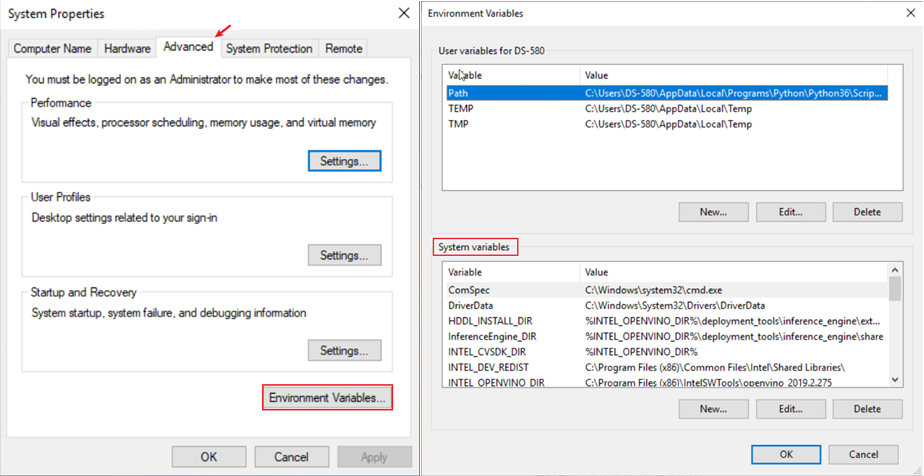 System Properties
Computer Name Hardware Advanced System Protection Remote
You must be logged on as an Administrator to make most of these changes.
Performance
Visual effects, processor scheduling, memory usage, and virtual memory
Settings...
User Profiles
Desktop settings related to your sign-in
Settings...
Startup and Recovery
System startup, system failure, and debugging information
Settings...
Environment Variables...
OK Cancel Apply
Environment Variables
User variables for DS-580
Variable Value
Path C:\Users\DS-580\AppData\Local\Programs\Python\Python36\Scrip...
TEMP C:\Users\DS-580\AppData\Local\Temp
TMP C:\Users\DS-580\AppData\Local\Temp
New... Edit... Delete
System variables
Variable Value
ComSpec C:\Windows\system32\cmd.exe
DriverData C:\Windows\System32\Drivers\DriverData
HDDL_INSTALL_DIR %INTEL_OPENVINO_DIR%\deployment_tools\inference_engine\ext...
InferenceEngine_DIR %INTEL_OPENVINO_DIR%\deployment_tools\inference_engine\share
INTEL_CVSDK_DIR %INTEL_OPENVINO_DIR%
INTEL_DEV_REDIST C:\Program Files (x86)\Common Files\Intel\Shared Libraries\
INTEL_OPENVINO_DIR C:\Program Files (x86)\IntelSWTools\openvino_2019.2.275
New... Edit... Delete
OK Cancel